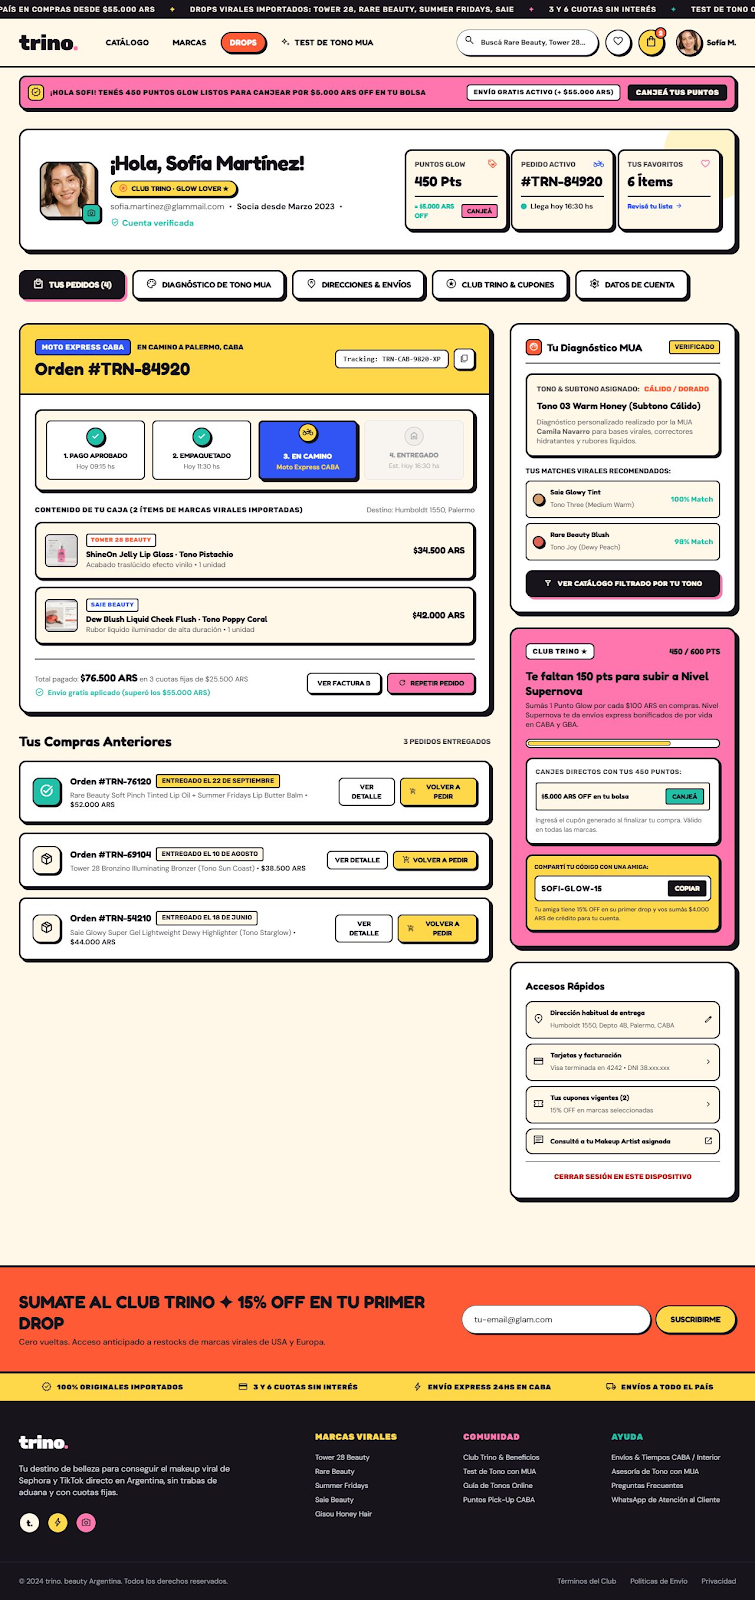 PAÍS EN COMPRAS DESDE $55.000 ARS ✦ DROPS VIRALES IMPORTADOS: TOWER 28, RARE BEAUTY, SUMMER FRIDAYS, SAIE ✦ 3 Y 6 CUOTAS SIN INTERÉS ✦ TEST DE TONO
trino.
CATÁLOGO
MARCAS
DROPS
TEST DE TONO MUA
Buscá Rare Beauty, Tower 28...
Sofía M.
¡HOLA SOFI! TENÉS 450 PUNTOS GLOW LISTOS PARA CANJEAR POR $5.000 ARS OFF EN TU BOLSA
ENVÍO GRATIS ACTIVO (+ $55.000 ARS)
CANJEÁ TUS PUNTOS
¡Hola, Sofía Martínez!
CLUB TRINO · GLOW LOVER ★
sofia.martinez@glammail.com • Socia desde Marzo 2023 •
Cuenta verificada
PUNTOS GLOW
450 Pts
= $5.000 ARS
OFF
CANJEÁ
PEDIDO ACTIVO
#TRN-84920
Llega hoy 16:30 hs
TUS FAVORITOS
6 Ítems
Revisá tu lista →
TUS PEDIDOS (4)
DIAGNÓSTICO DE TONO MUA
DIRECCIONES & ENVÍOS
CLUB TRINO & CUPONES
DATOS DE CUENTA
MOTO EXPRESS CABA
EN CAMINO A PALERMO, CABA
Orden #TRN-84920
Tracking: TRN-CAB-9820-XP
1. PAGO APROBADO
Hoy 09:15 hs
2. EMPAQUETADO
Hoy 11:30 hs
3. EN CAMINO
Moto Express CABA
4. ENTREGADO
Est. Hoy 16:30 hs
CONTENIDO DE TU CAJA (2 ÍTEMS DE MARCAS VIRALES IMPORTADAS)
Destino: Humboldt 1550, Palermo
TOWER 28 BEAUTY
ShineOn Jelly Lip Gloss · Tono Pistachio
Acabado traslúcido efecto vinilo • 1 unidad
$34.500 ARS
SAIE BEAUTY
Dew Blush Liquid Cheek Flush · Tono Poppy Coral
Rubor líquido iluminador de alta duración • 1 unidad
$42.000 ARS
Total pagado: $76.500 ARS en 3 cuotas fijas de $25.500 ARS
Envío gratis aplicado (superó los $55.000 ARS)
VER FACTURA B
REPETIR PEDIDO
Tus Compras Anteriores
3 PEDIDOS ENTREGADOS
Orden #TRN-76120
ENTREGADO EL 22 DE SEPTIEMBRE
Rare Beauty Soft Pinch Tinted Lip Oil + Summer Fridays Lip Butter Balm •
$52.000 ARS
VER
DETALLE
VOLVER A
PEDIR
Orden #TRN-69104
ENTREGADO EL 10 DE AGOSTO
Tower 28 Bronzino Illuminating Bronzer (Tono Sun Coast) • $38.500 ARS
VER DETALLE
VOLVER A PEDIR
Orden #TRN-54210
ENTREGADO EL 18 DE JUNIO
Saie Glowy Super Gel Lightweight Dewy Highlighter (Tono Starglow) •
$44.000 ARS
VER
DETALLE
VOLVER A
PEDIR
Tu Diagnóstico MUA
VERIFICADO
TONO & SUBTONO ASIGNADO: CÁLIDO / DORADO
Tono 03 Warm Honey (Subtono Cálido)
Diagnóstico personalizado realizado por la MUA
Camila Navarro para bases virales, correctores
hidratantes y rubores líquidos.
TUS MATCHES VIRALES RECOMENDADOS:
Saie Glowy Tint
Tono Three (Medium Warm)
100% Match
Rare Beauty Blush
Tono Joy (Dewy Peach)
98% Match
VER CATÁLOGO FILTRADO POR TU TONO
CLUB TRINO ★
450 / 600 PTS
Te faltan 150 pts para subir a Nivel
Supernova
Sumás 1 Punto Glow por cada $100 ARS en compras. Nivel
Supernova te da envíos express bonificados de por vida
en CABA y GBA.
CANJES DIRECTOS CON TUS 450 PUNTOS:
$5.000 ARS OFF en tu bolsa
CANJEÁ
Ingresá el cupón generado al finalizar tu compra. Válido
en todas las marcas.
COMPARTÍ TU CÓDIGO CON UNA AMIGA:
SOFI-GLOW-15
COPIAR
Tu amiga tiene 15% OFF en su primer drop y vos sumás $4.000
ARS de crédito para tu cuenta.
Accesos Rápidos
Dirección habitual de entrega
Humboldt 1550, Depto 4B, Palermo, CABA
Tarjetas y facturación
Visa terminada en 4242 • DNI 38.xxx.xxx
Tus cupones vigentes (2)
15% OFF en marcas seleccionadas
Consultá a tu Makeup Artist asignada
CERRAR SESIÓN EN ESTE DISPOSITIVO
SUMATE AL CLUB TRINO ✦ 15% OFF EN TU PRIMER
DROP
Cero vueltas. Acceso anticipado a restocks de marcas virales de USA y Europa.
tu-email@glam.com
SUSCRIBIRME
100% ORIGINALES IMPORTADOS
3 Y 6 CUOTAS SIN INTERÉS
ENVÍO EXPRESS 24HS EN CABA
ENVÍOS A TODO EL PAÍS
trino.
Tu destino de belleza para conseguir el makeup viral de
Sephora y TikTok directo en Argentina, sin trabas de
aduana y con cuotas fijas.
t.
MARCAS VIRALES
Tower 28 Beauty
Rare Beauty
Summer Fridays
Saie Beauty
Gisou Honey Hair
COMUNIDAD
Club Trino & Beneficios
Test de Tono con MUA
Guía de Tonos Online
Puntos Pick-Up CABA
AYUDA
Envíos & Tiempos CABA / Interior
Asesoría de Tono con MUA
Preguntas Frecuentes
WhatsApp de Atención al Cliente
© 2024 trino. beauty Argentina. Todos los derechos reservados.
Términos del Club
Políticas de Envío
Privacidad